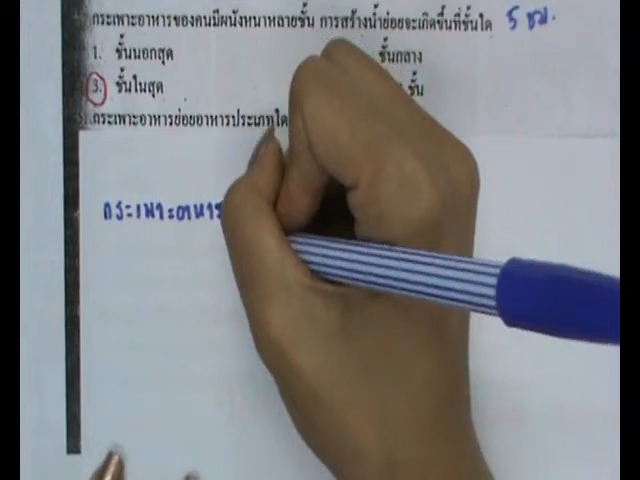 กระเพาะอาหารของคนมีผนังหนาหลายชั้น การสร้างน้ำย่อยจะเกิดขึ้นที่ชั้นใด 5 ชม.
1. ชั้นนอกสุด ชั้นกลาง
3. ชั้นในสุด ชั้น
กระเพาะอาหารย่อยอาหารประเภทใด
กระเพาะอาหาร